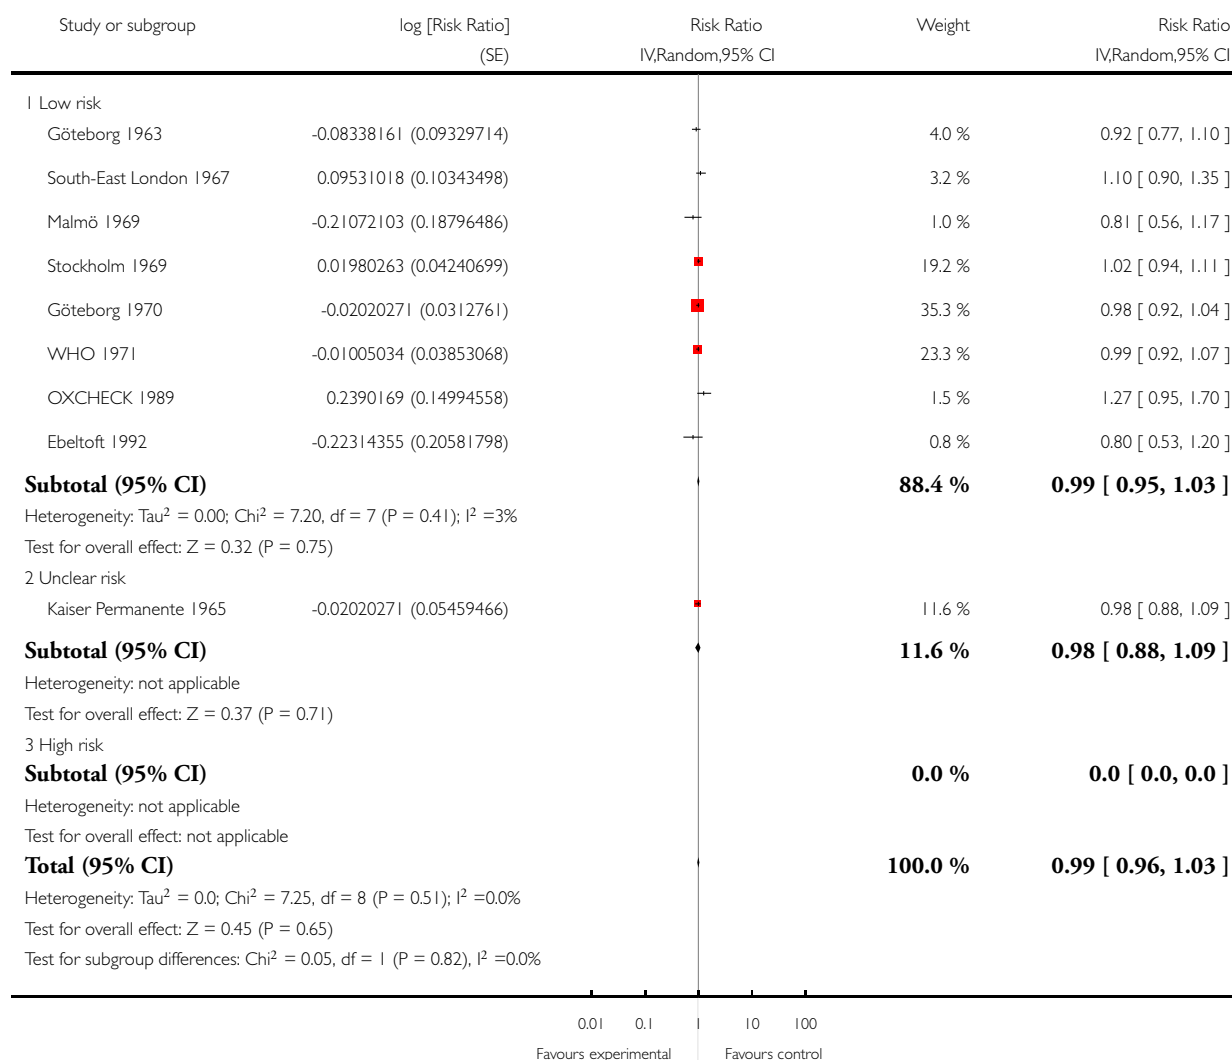 Study or subgroup log [Risk Ratio] Risk Ratio Weight Risk Ratio
(SE) IV,Random,95% CI IV,Random,95% CI
1 Low risk
Göteborg 1963 -0.08338161 (0.09329714) 4.0 % 0.92 [ 0.77, 1.10 ]
South-East London 1967 0.09531018 (0.10343498) 3.2 % 1.10 [ 0.90, 1.35 ]
Malmö 1969 -0.21072103 (0.18796486) 1.0 % 0.81 [ 0.56, 1.17 ]
Stockholm 1969 0.01980263 (0.04240699) 19.2 % 1.02 [ 0.94, 1.11 ]
Göteborg 1970 -0.02020271 (0.0312761) 35.3 % 0.98 [ 0.92, 1.04 ]
WHO 1971 -0.01005034 (0.03853068) 23.3 % 0.99 [ 0.92, 1.07 ]
OXCHECK 1989 0.2390169 (0.14994558) 1.5 % 1.27 [ 0.95, 1.70 ]
Ebeltoft 1992 -0.22314355 (0.20581798) 0.8 % 0.80 [ 0.53, 1.20 ]
Subtotal (95% CI) 88.4 % 0.99 [ 0.95, 1.03 ]
Heterogeneity: Tau² = 0.00; Chi² = 7.20, df = 7 (P = 0.41); I² =3%
Test for overall effect: Z = 0.32 (P = 0.75)
2 Unclear risk
Kaiser Permanente 1965 -0.02020271 (0.05459466) 11.6 % 0.98 [ 0.88, 1.09 ]
Subtotal (95% CI) 11.6 % 0.98 [ 0.88, 1.09 ]
Heterogeneity: not applicable
Test for overall effect: Z = 0.37 (P = 0.71)
3 High risk
Subtotal (95% CI) 0.0 % 0.0 [ 0.0, 0.0 ]
Heterogeneity: not applicable
Test for overall effect: not applicable
Total (95% CI) 100.0 % 0.99 [ 0.96, 1.03 ]
Heterogeneity: Tau² = 0.0; Chi² = 7.25, df = 8 (P = 0.51); I² =0.0%
Test for overall effect: Z = 0.45 (P = 0.65)
Test for subgroup differences: Chi² = 0.05, df = 1 (P = 0.82), I² =0.0%
0.01 0.1 1 10 100
Favours experimental Favours control